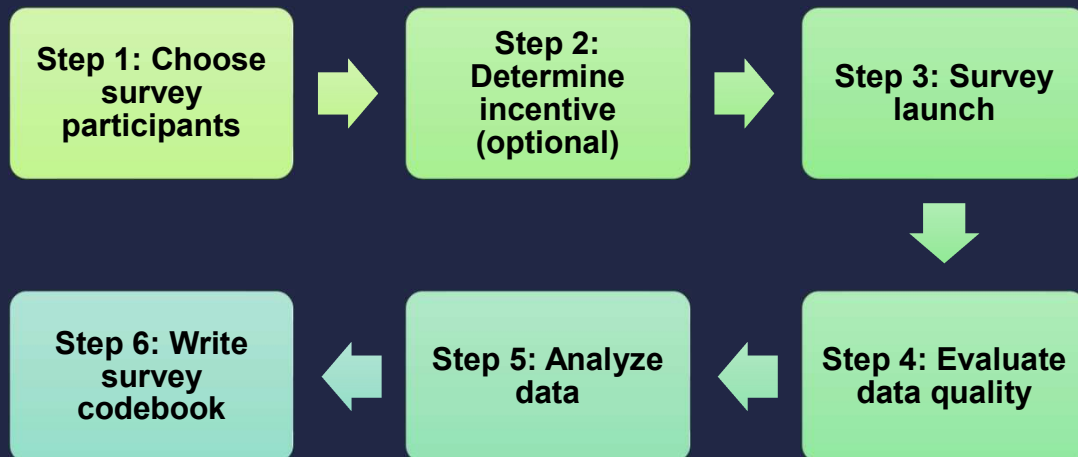 Step 1: Choose
survey
participants
Step 2:
Determine
incentive
(optional)
Step 3: Survey
launch
Step 4: Evaluate
data quality
Step 5: Analyze
data
Step 6: Write
survey
codebook